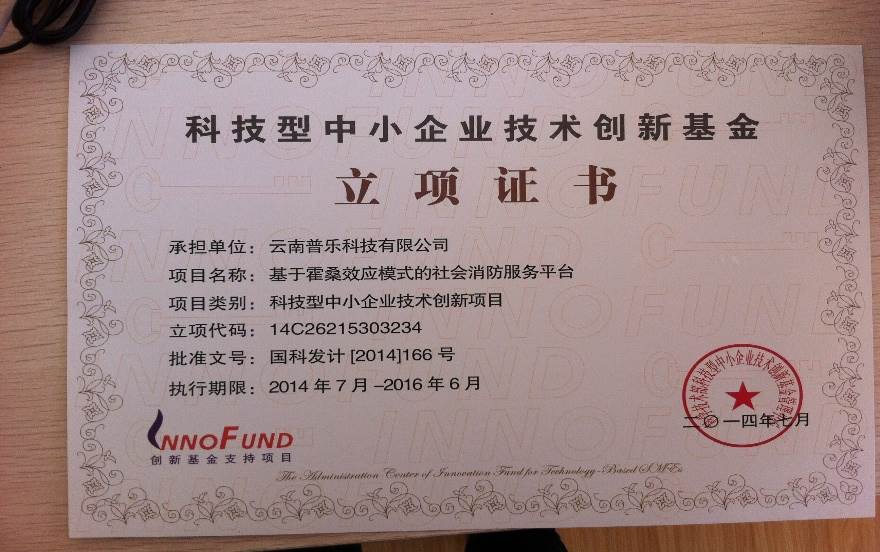 科技型中小企业技术创新基金
立项证书
承担单位：云南普乐科技有限公司
项目名称：基于霍桑效应模式的社会消防服务平台
项目类别：科技型中小企业技术创新项目
立项代码：14C26215303234
批准文号：国科发计 [2014]166 号
执行期限：2014 年 7 月 -2016 年 6 月
科技型中小企业技术创新基金管理
二〇一四年七月
INNOFUND
创新基金支持项目
The Administration Center of Innovation Fund for Technology-Based SMEs